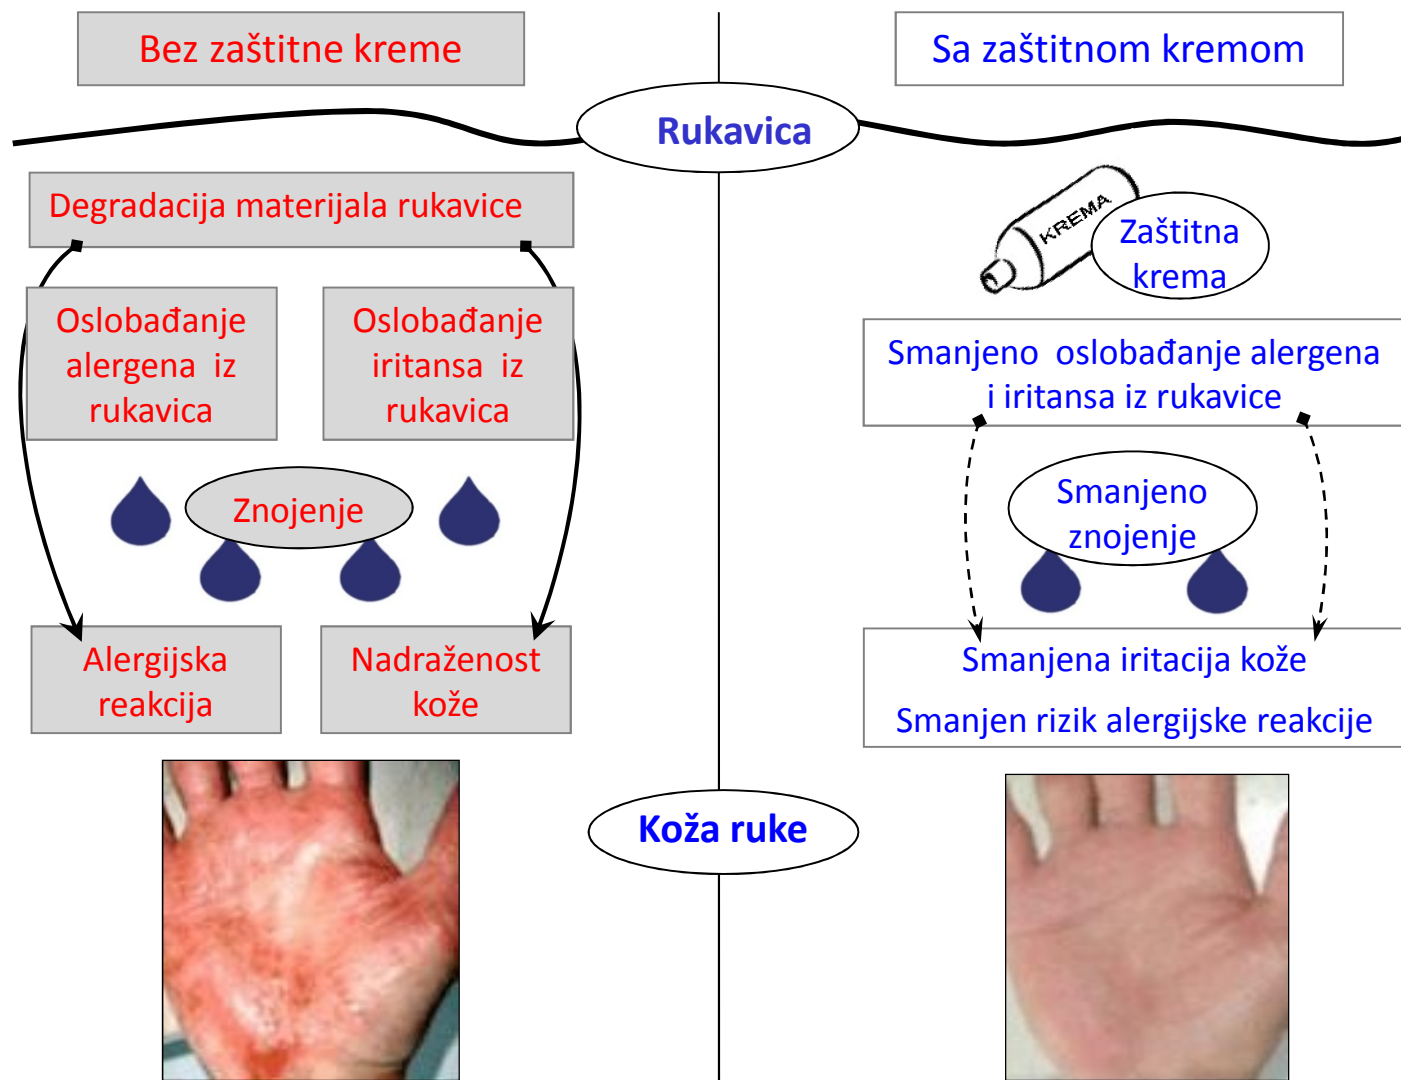 Bez zaštitne kreme
Sa zaštitnom kremom
Rukavica
Degradacija materijala rukavice
Oslobađanje
alergena iz
rukavica
Oslobađanje
iritansa iz
rukavica
Znojenje
Alergijska
reakcija
Nadraženost
kože
KREMA
Zaštitna
krema
Smanjeno oslobađanje alergena
i iritansa iz rukavice
Smanjeno
znojenje
Smanjena iritacija kože
Smanjen rizik alergijske reakcije
Koža ruke